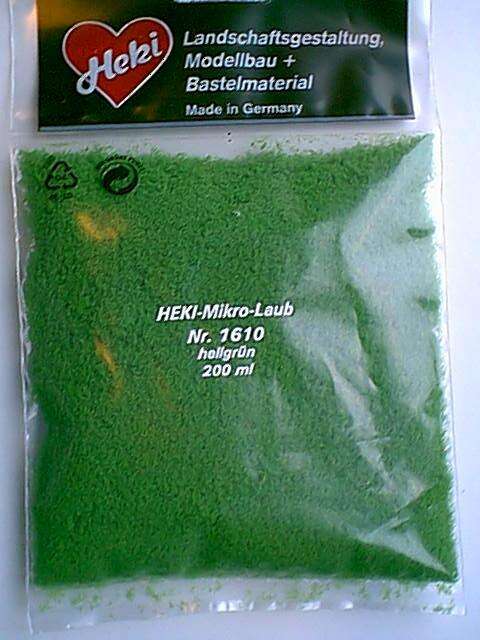 Heki
Landschaftsgestaltung,
Modellbau +
Bastelmaterial
Made in Germany
HEKI-Mikro-Laub
Nr. 1610
hellgrün
200 ml